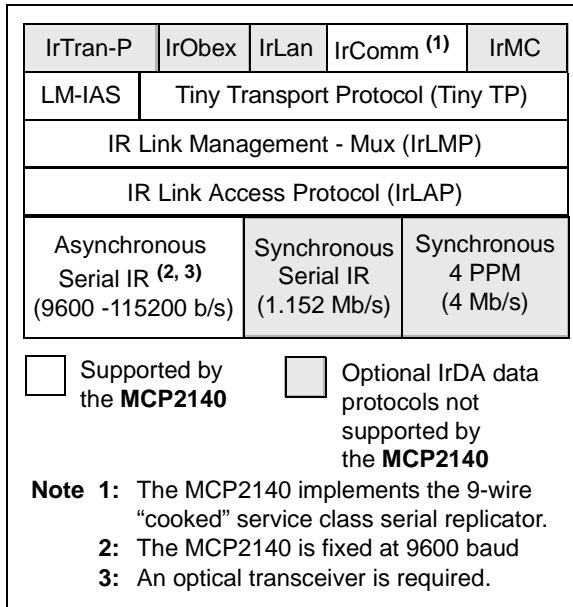 IrTran-P IrObex IrLan IrComm (1) IrMC
LM-IAS Tiny Transport Protocol (Tiny TP)
IR Link Management - Mux (IrLMP)
IR Link Access Protocol (IrLAP)
Asynchronous
Serial IR (2, 3)
(9600 -115200 b/s)
Synchronous
Serial IR
(1.152 Mb/s)
Synchronous
4 PPM
(4 Mb/s)
Supported by
the MCP2140
Optional IrDA data
protocols not
supported by
the MCP2140
Note 1: The MCP2140 implements the 9-wire
“cooked” service class serial replicator.
2: The MCP2140 is fixed at 9600 baud
3: An optical transceiver is required.